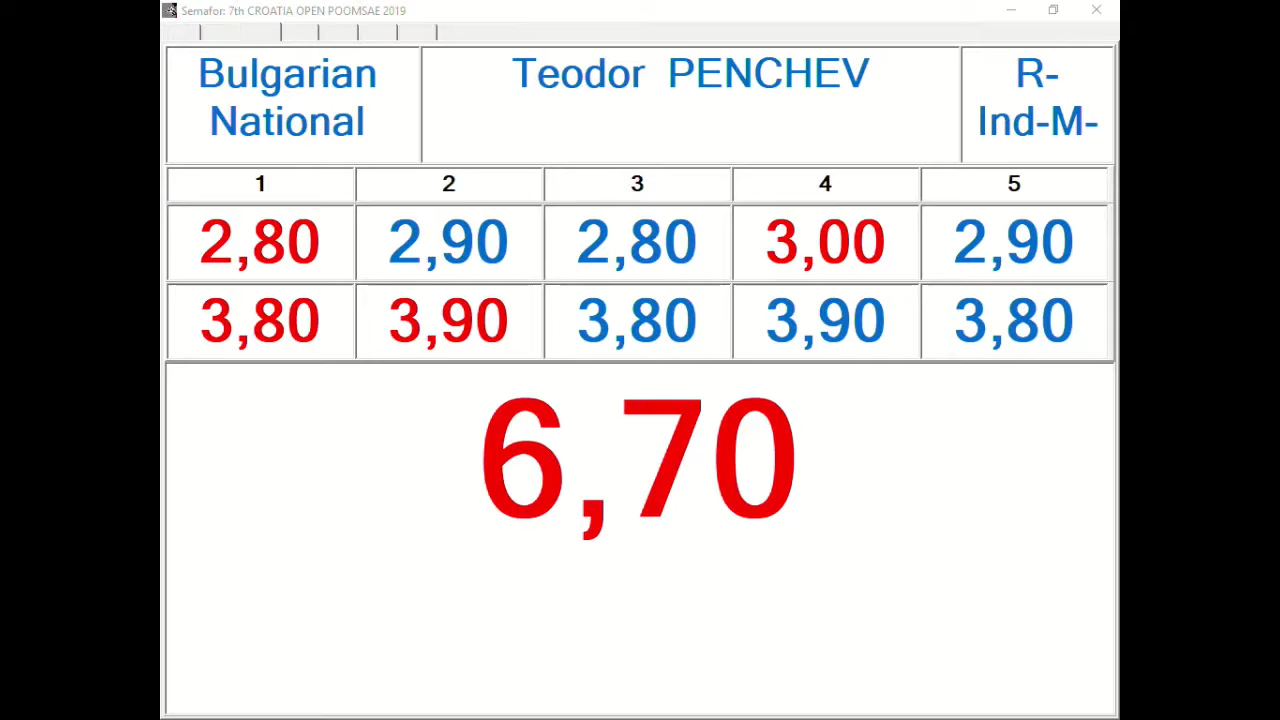 Semafor: 7th CROATIA OPEN POOMSAE 2019
Bulgarian
National
Teodor PENCHEV
R-
Ind-M-
1 2 3 4 5
2,80 2,90 2,80 3,00 2,90
3,80 3,90 3,80 3,90 3,80
6,70